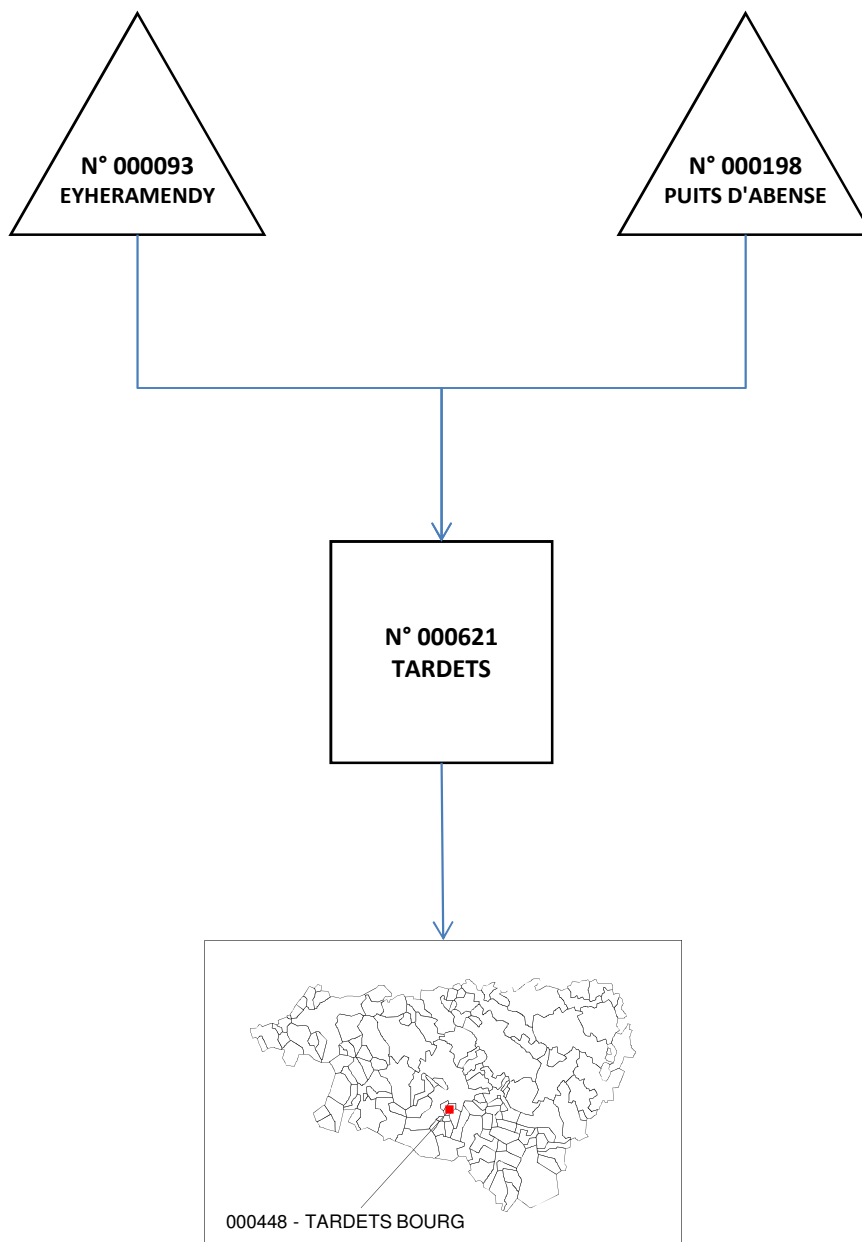 N° 000093
EYHERAMENDY
N° 000198
PUITS D'ABENSE
N° 000621
TARDETS
000448 - TARDETS BOURG